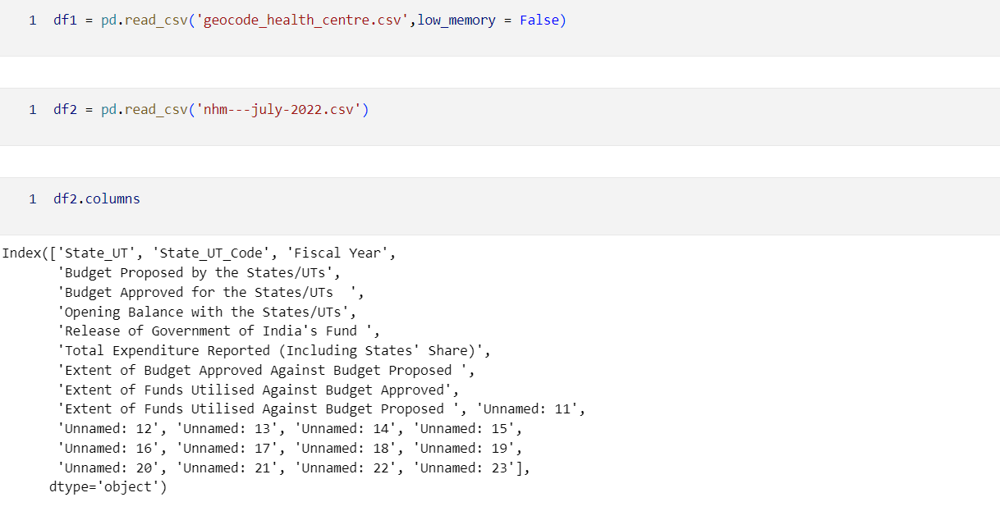 1 df1 = pd.read_csv('geocode_health_centre.csv',low_memory = False)
1 df2 = pd.read_csv('nhm---july-2022.csv')
1 df2.columns
Index(['State_UT', 'State_UT_Code', 'Fiscal Year',
'Budget Proposed by the States/UTs',
'Budget Approved for the States/UTs  ',
'Opening Balance with the States/UTs',
'Release of Government of India's Fund ',
'Total Expenditure Reported (Including States' Share)',
'Extent of Budget Approved Against Budget Proposed ',
'Extent of Funds Utilised Against Budget Approved',
'Extent of Funds Utilised Against Budget Proposed ', 'Unnamed: 11',
'Unnamed: 12', 'Unnamed: 13', 'Unnamed: 14', 'Unnamed: 15',
'Unnamed: 16', 'Unnamed: 17', 'Unnamed: 18', 'Unnamed: 19',
'Unnamed: 20', 'Unnamed: 21', 'Unnamed: 22', 'Unnamed: 23'],
dtype='object')